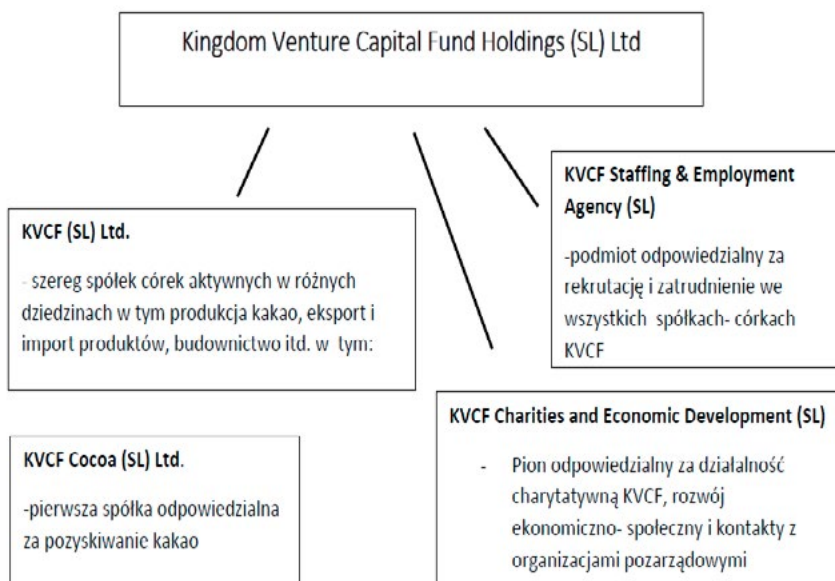 Kingdom Venture Capital Fund Holdings (SL) Ltd
KVCF Staffing & Employment
Agency (SL)
-podmiot odpowiedzialny za
rekrutację i zatrudnienie we
wszystkich spółkach- córkach
KVCF
KVCF (SL) Ltd.
- szereg spółek córek aktywnych w różnych
dziedzinach w tym produkcja kakao, eksport i
import produktów, budownictwo itd. w tym:
KVCF Charities and Economic Development (SL)
- Pion odpowiedzialny za działalność
charytatywną KVCF, rozwój
ekonomiczno- społeczny i kontakty z
organizacjami pozarządowymi
KVCF Cocoa (SL) Ltd.
-pierwsza spółka odpowiedzialna
za pozyskiwanie kakao